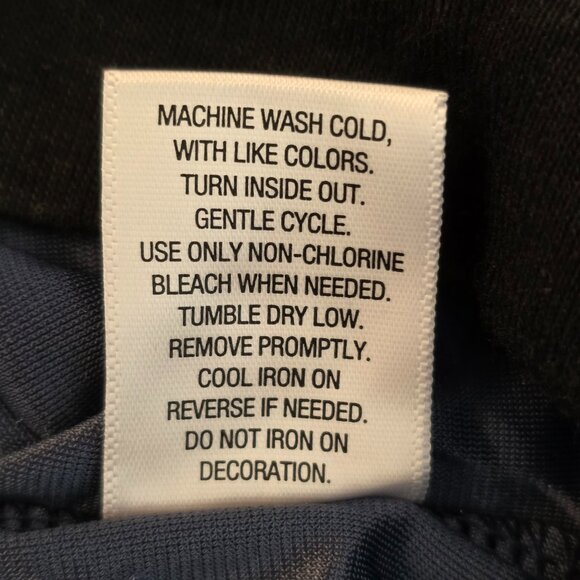 MACHINE WASH COLD,
WITH LIKE COLORS.
TURN INSIDE OUT.
GENTLE CYCLE.
USE ONLY NON-CHLORINE
BLEACH WHEN NEEDED.
TUMBLE DRY LOW.
REMOVE PROMPTLY.
COOL IRON ON
REVERSE IF NEEDED.
DO NOT IRON ON
DECORATION.